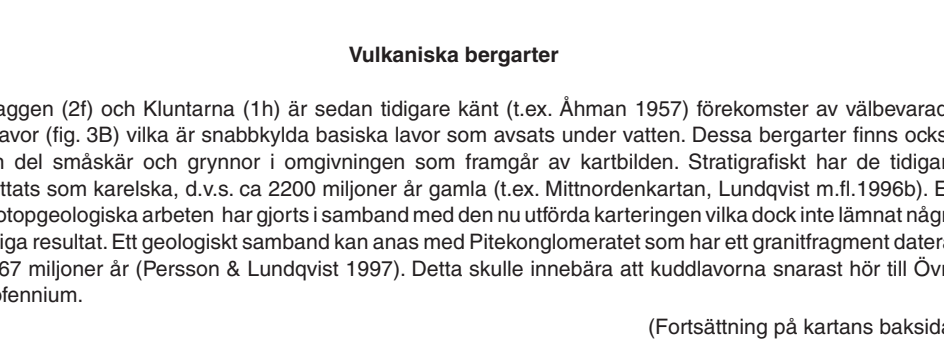 Vulkaniska bergarter
aggen (2f) och Kluntarna (1h) är sedan tidigare känt (t.ex. Åhman 1957) förekomster av välbevarad
avor (fig. 3B) vilka är snabbkylda basiska lavor som avsats under vatten. Dessa bergarter finns ocks
n del småskär och grynnor i omgivningen som framgår av kartbilden. Stratigrafiskt har de tidigar
ttats som karelska, d.v.s. ca 2200 miljoner år gamla (t.ex. Mittnordenkartan, Lundqvist m.fl.1996b). E
otopgeologiska arbeten har gjorts i samband med den nu utförda karteringen vilka dock inte lämnat någr
iga resultat. Ett geologiskt samband kan anas med Pitekonglomeratet som har ett granitfragment datera
67 miljoner år (Persson & Lundqvist 1997). Detta skulle innebära att kuddlavorna snarast hör till Övr
ofennium.
(Fortsättning på kartans baksida